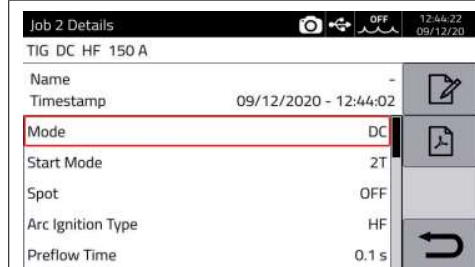 Job 2 Details OFF 12:44:22
09/12/20
TIG DC HF 150 A
Name -
Timestamp 09/12/2020 - 12:44:02
Mode DC
Start Mode 2T
Spot OFF
Arc Ignition Type HF
Preflow Time 0.1 s